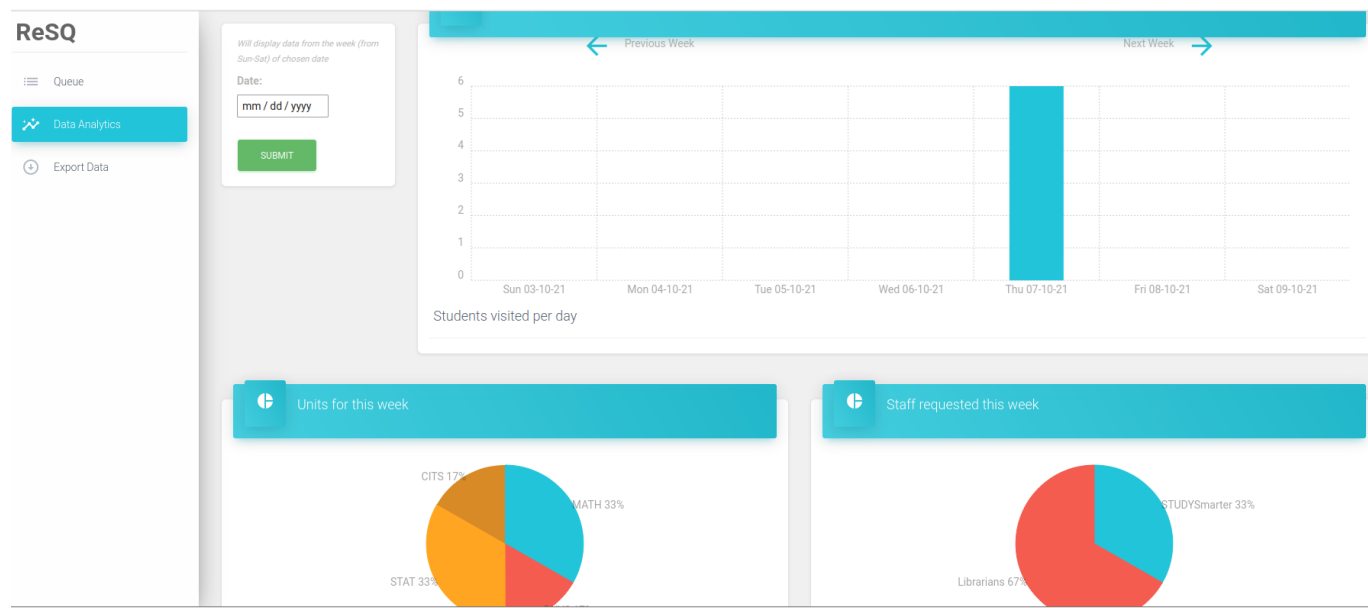 ReSQ
Queue
Data Analytics
Export Data
Will display data from the week (from
Sun-Sat) of chosen date
Date:
mm / dd / yyyy
SUBMIT
Previous Week
Next Week
6
5
4
3
2
1
0
Sun 03-10-21
Mon 04-10-21
Tue 05-10-21
Wed 06-10-21
Thu 07-10-21
Fri 08-10-21
Sat 09-10-21
Students visited per day
Units for this week
CITS 17%
MATH 33%
STAT 33%
Staff requested this week
STUDYSmarter 33%
Librarians 67%